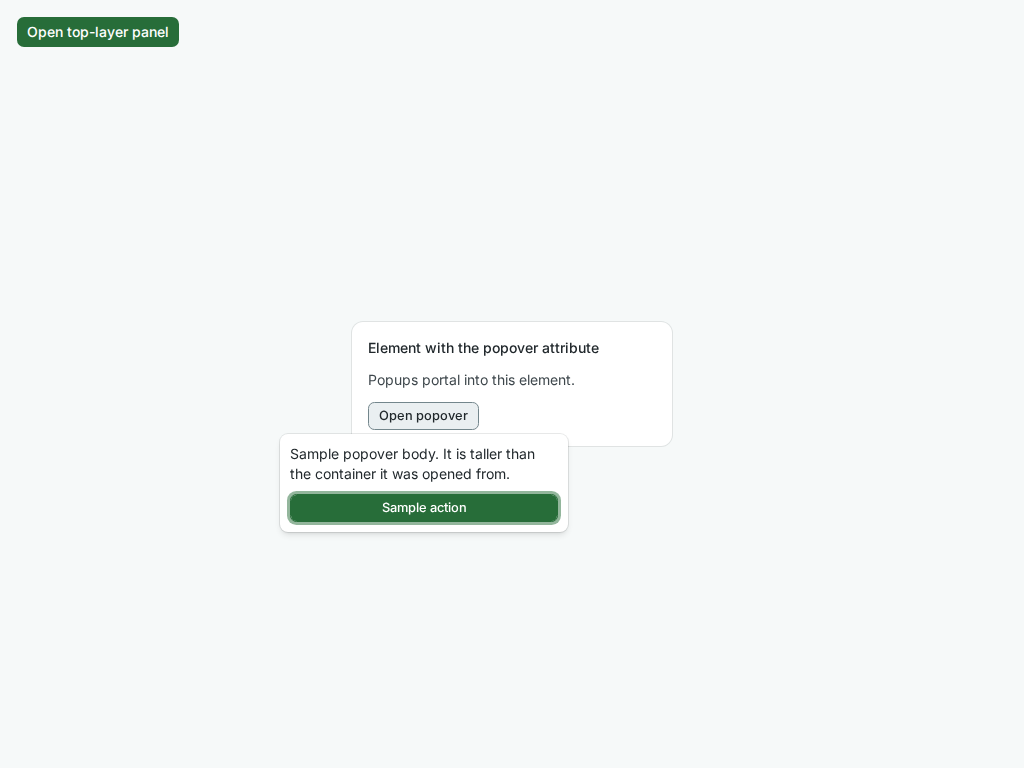 Open top-layer panel
Element with the popover attribute
Popups portal into this element.
Open popover
Sample popover body. It is taller than
the container it was opened from.
Sample action